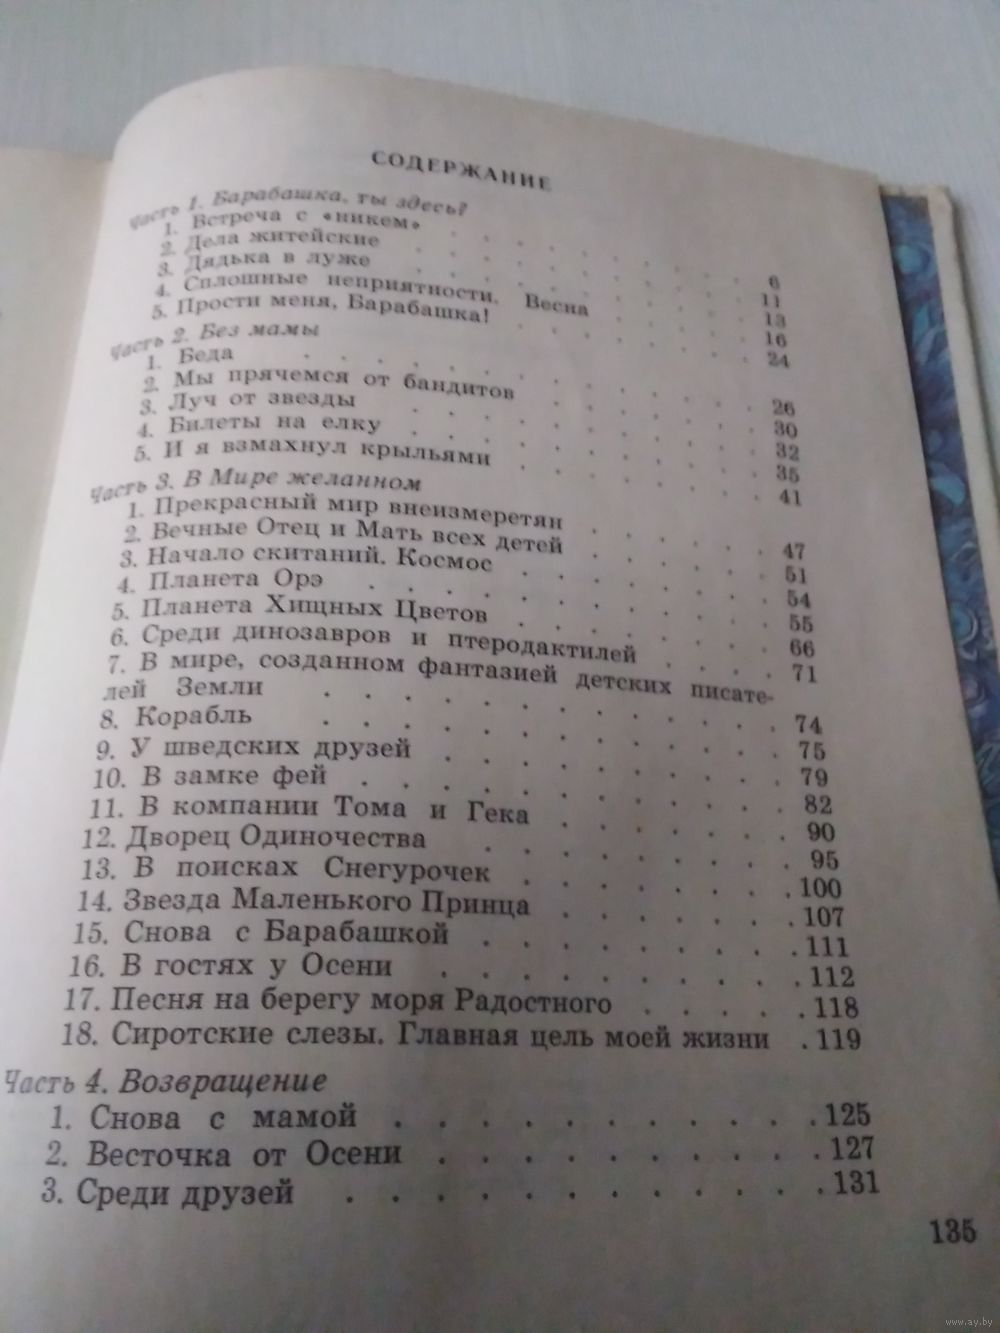 СОДЕРЖАНИЕ
Часть 1. Барабашка, ты здесь?
1. Встреча с «никем» . . . . . . . 6
2. Дела житейские . . . . . . . . 11
3. Дядька в луже . . . . . . . . 13
4. Сплошные неприятности. Весна . . . . 16
5. Прости меня, Барабашка! . . . . . . 24
Часть 2. Без мамы
1. Беда . . . . . . . . . . . 26
2. Мы прячемся от бандитов . . . . . 30
3. Луч от звезды . . . . . . . . 32
4. Билеты на елку . . . . . . . . 35
5. И я взмахнул крыльями . . . . . . 41
Часть 3. В Мире желанном
1. Прекрасный мир внеизмеретян . . . . . 47
2. Вечные Отец и Мать всех детей . . . . . 51
3. Начало скитаний. Космос . . . . . . 54
4. Планета Орэ . . . . . . . . . 55
5. Планета Хищных Цветов . . . . . . 66
6. Среди динозавров и птеродактилей . . . . 71
7. В мире, созданном фантазией детских писате-
лей Земли . . . . . . . . . . 74
8. Корабль . . . . . . . . . . 75
9. У шведских друзей . . . . . . . . 79
10. В замке фей . . . . . . . . . 82
11. В компании Тома и Гека . . . . . . 90
12. Дворец Одиночества . . . . . . . 95
13. В поисках Снегурочек . . . . . . . 100
14. Звезда Маленького Принца . . . . . . 107
15. Снова с Барабашкой . . . . . . . . 111
16. В гостях у Осени . . . . . . . . . 112
17. Песня на берегу моря Радостного . . . . . 118
18. Сиротские слезы. Главная цель моей жизни . 119
Часть 4. Возвращение
1. Снова с мамой . . . . . . . . . . . 125
2. Весточка от Осени . . . . . . . . . . 127
3. Среди друзей . . . . . . . . . . . . 131
135
www.ay.by